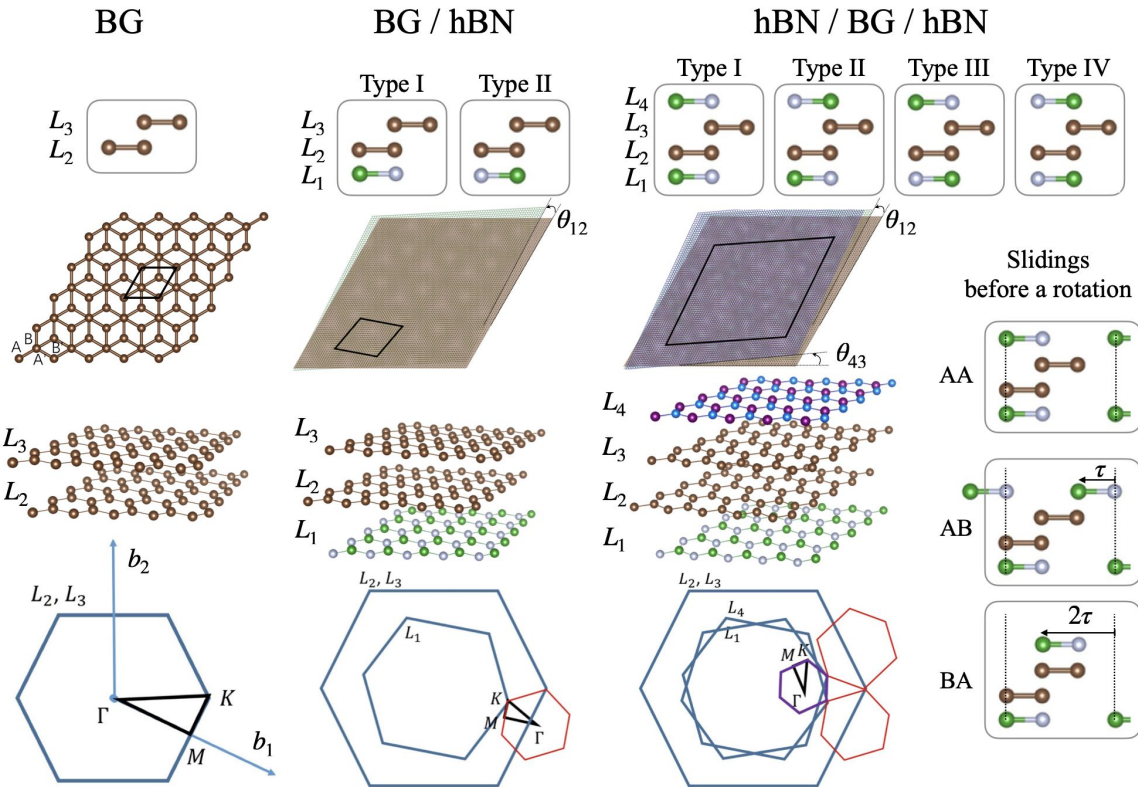 BG
BG / hBN
hBN / BG / hBN
Type I
Type II
Type I
Type II
Type III
Type IV
L₃
L₂
L₃
L₂
L₁
L₄
L₃
L₂
L₁
θ₁₂
θ₁₂
θ₄₃
A
B
A
B
Slidings
before a rotation
AA
AB
τ
BA
2τ
L₃
L₂
L₃
L₂
L₁
L₄
L₃
L₂
L₁
b₂
L₂, L₃
Γ
K
M
b₁
L₂, L₃
L₁
K
M
Γ
L₂, L₃
L₄
L₁
M
K
Γ